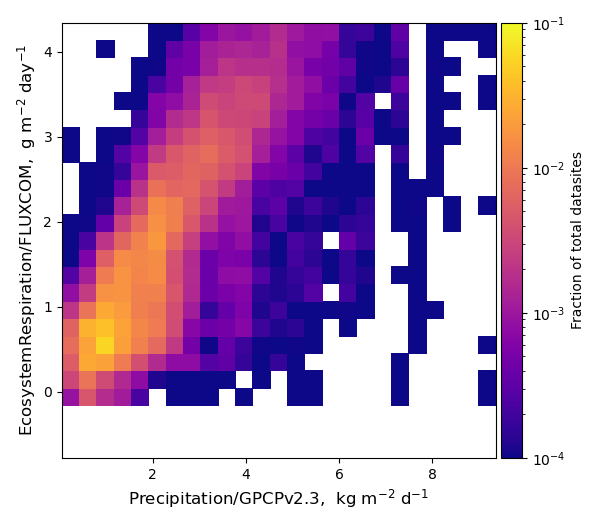 EcosystemRespiration/FLUXCOM, g m⁻² day⁻¹
4
3
2
1
0
2 4 6 8
Precipitation/GPCPv2.3, kg m⁻² d⁻¹
10⁻¹
10⁻²
10⁻³
10⁻⁴
Fraction of total datasites